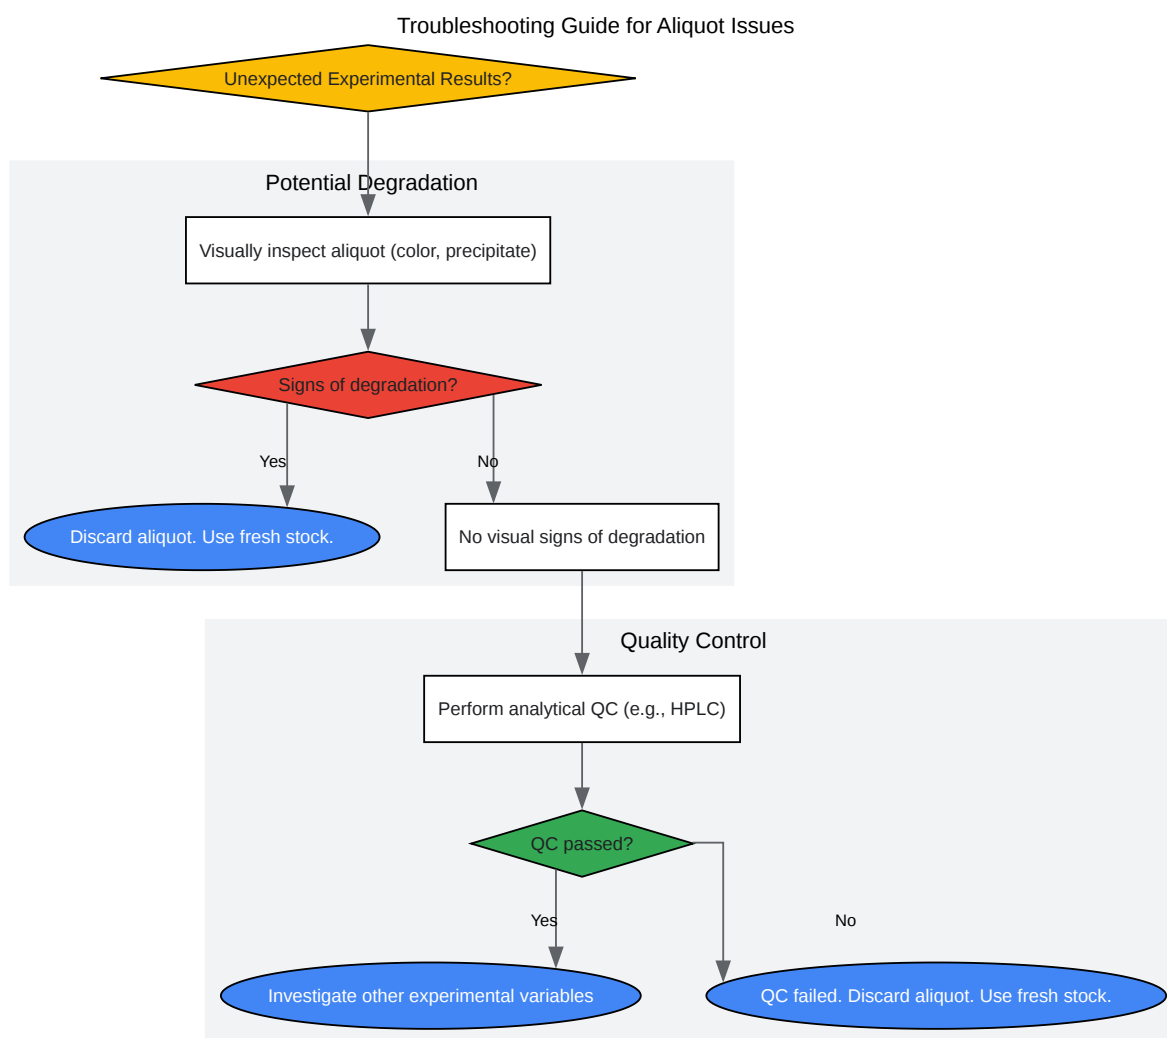 Troubleshooting Guide for Aliquot Issues
Unexpected Experimental Results?
Potential Degradation
Visually inspect aliquot (color, precipitate)
Signs of degradation?
Yes
No
Discard aliquot. Use fresh stock.
No visual signs of degradation
Quality Control
Perform analytical QC (e.g., HPLC)
QC passed?
Yes
No
Investigate other experimental variables
QC failed. Discard aliquot. Use fresh stock.